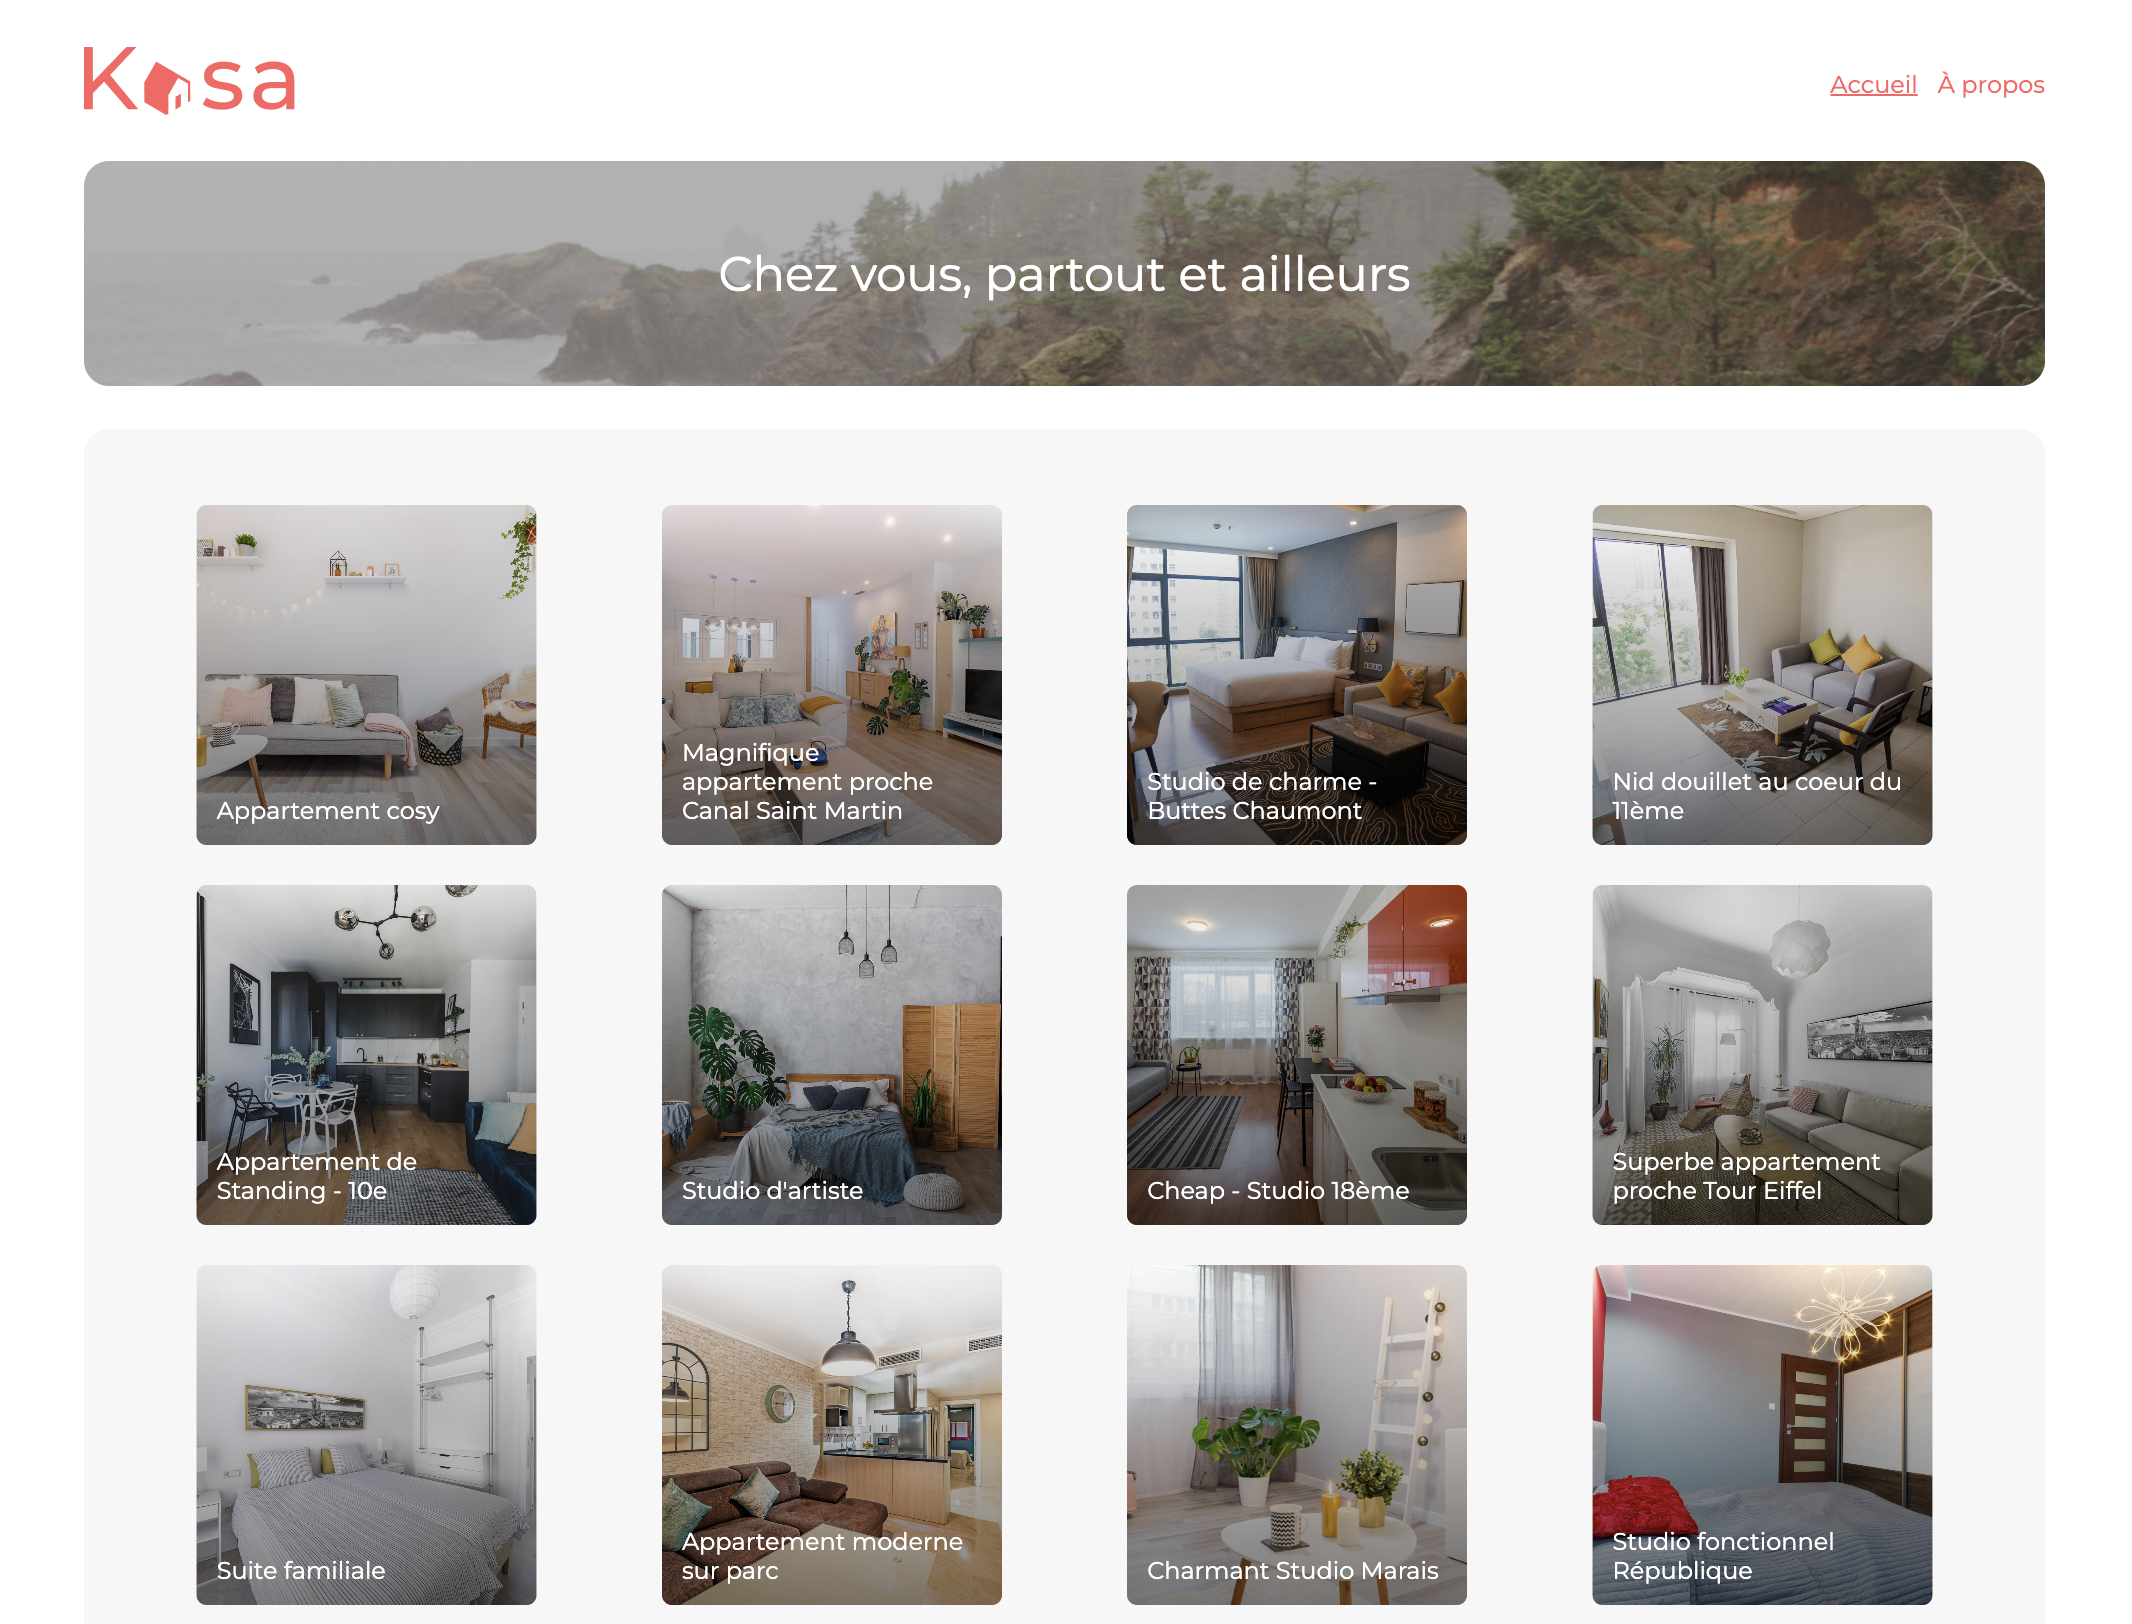 Kasa
Accueil À propos
Chez vous, partout et ailleurs
Appartement cosy
Magnifique
appartement proche
Canal Saint Martin
Studio de charme -
Buttes Chaumont
Nid douillet au coeur du
11ème
Appartement de
Standing - 10e
Studio d'artiste
Cheap - Studio 18ème
Superbe appartement
proche Tour Eiffel
Suite familiale
Appartement moderne
sur parc
Charmant Studio Marais
Studio fonctionnel
République